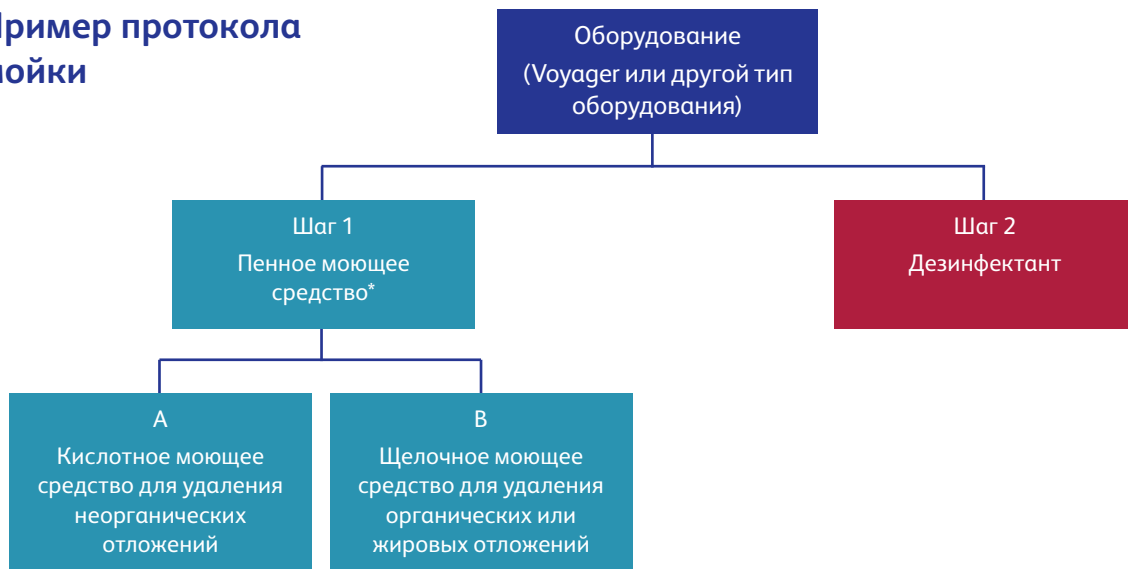 ример протокола
мойки
Оборудование
(Voyager или другой тип
оборудования)
Шаг 1
Пенное моющее
средство*
Шаг 2
Дезинфектант
A
Кислотное моющее
средство для удаления
неорганических
отложений
B
Щелочное моющее
средство для удаления
органических или
жировых отложений